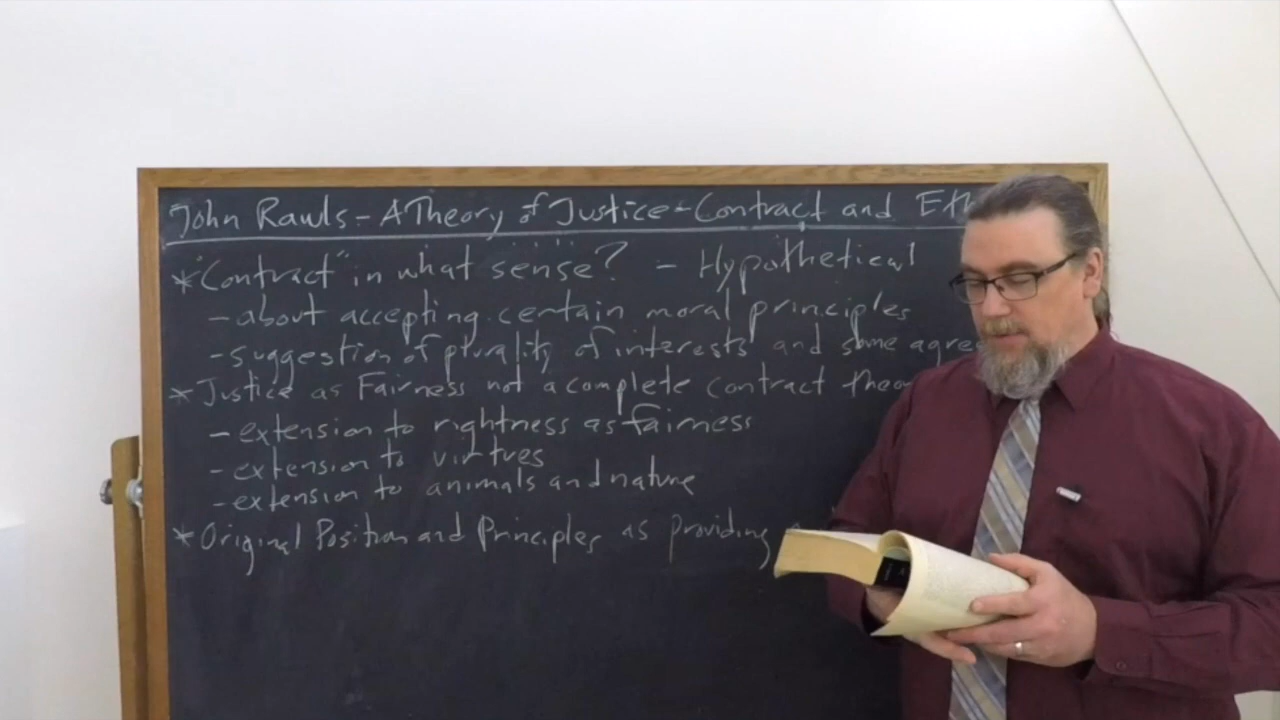 John Rawls - A Theory of Justice - Contract and Eth
* "Contract" in what sense? - Hypothetical
- about accepting certain moral principles
- suggestion of plurality of interests and some agree
* Justice as Fairness not a complete contract theo
- extension to rightness as fairness
- extension to virtues
- extension to animals and nature
* Original Position and Principles as providing